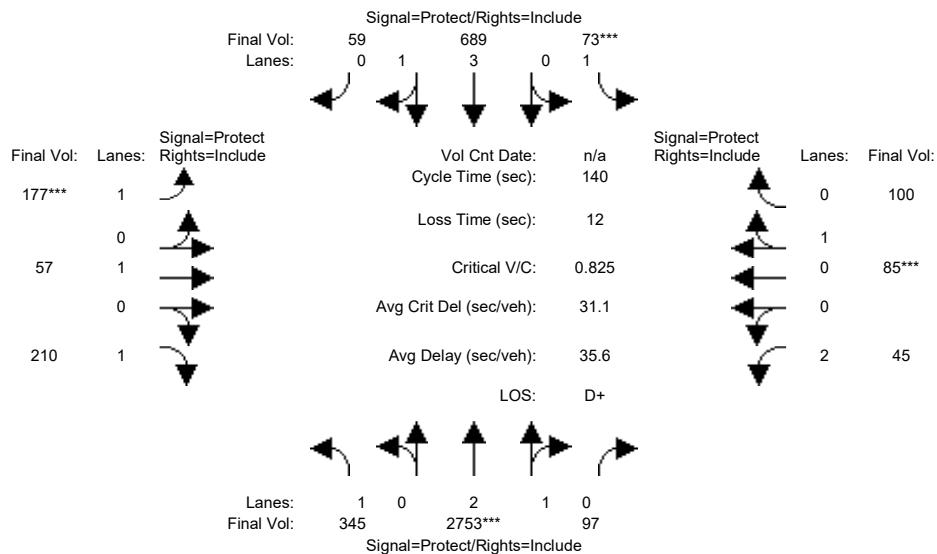 Signal=Protect/Rights=Include
Final Vol: 59 689 73***
Lanes: 0 1 3 0 1
Signal=Protect
Final Vol: Lanes: Rights=Include
Vol Cnt Date: n/a
Signal=Protect
Rights=Include Lanes: Final Vol:
Cycle Time (sec): 140
177*** 1
0 100
Loss Time (sec): 12
0
1
57 1
Critical V/C: 0.825
0 85***
0
Avg Crit Del (sec/veh): 31.1
0
210 1
Avg Delay (sec/veh): 35.6
2 45
LOS: D+
Lanes: 1 0 2 1 0
Final Vol: 345 2753*** 97
Signal=Protect/Rights=Include